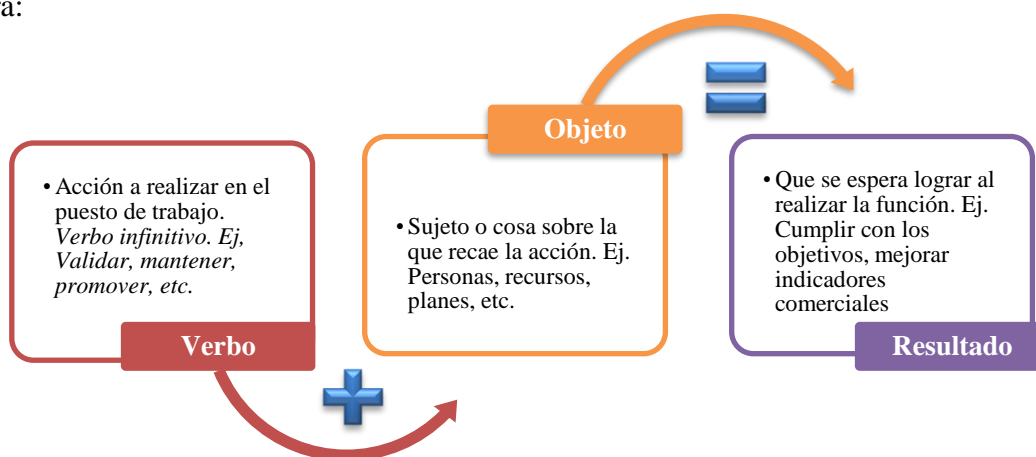 ra:
• Acción a realizar en el
puesto de trabajo.
Verbo infinitivo. Ej,
Validar, mantener,
promover, etc.
Verbo
Objeto
• Sujeto o cosa sobre la
que recae la acción. Ej.
Personas, recursos,
planes, etc.
• Que se espera lograr al
realizar la función. Ej.
Cumplir con los
objetivos, mejorar
indicadores
comerciales
Resultado